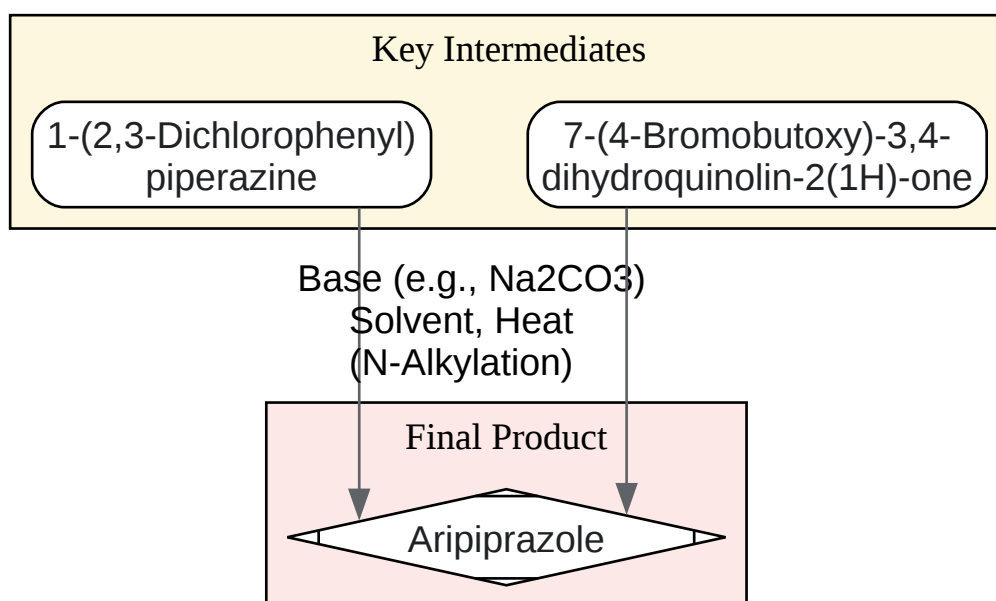 Key Intermediates
1-(2,3-Dichlorophenyl)
piperazine
7-(4-Bromobutoxy)-3,4-
dihydroquinolin-2(1H)-one
Base (e.g., Na2CO3)
Solvent, Heat
(N-Alkylation)
Final Product
Aripiprazole